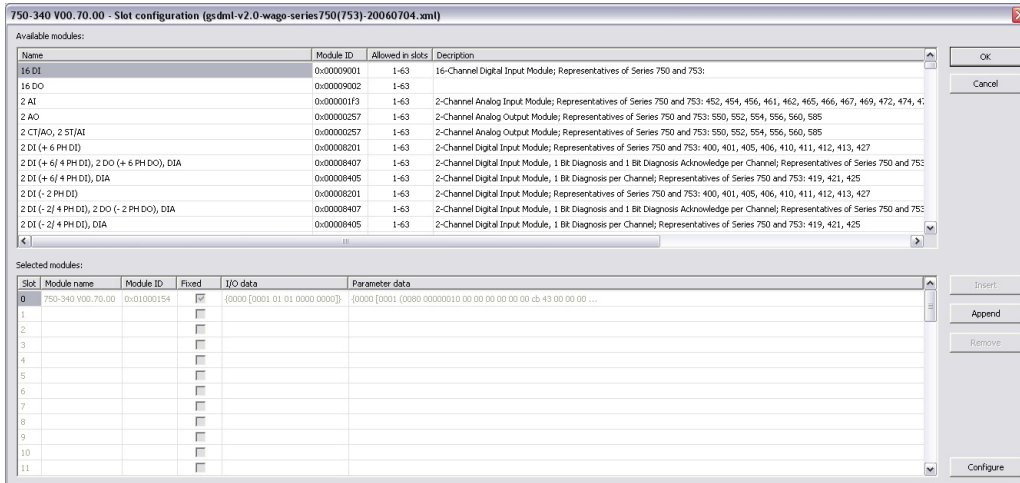 750-340 V00.70.00 - Slot configuration (gsdml-v2.0-wago-series750(753)-20060704.xml)
Available modules:
Name Module ID Allowed in slots Decription
16 DI 0x00009001 1-63 16-Channel Digital Input Module; Representatives of Series 750 and 753:
16 DO 0x00009002 1-63
2 AI 0x000001f3 1-63 2-Channel Analog Input Module; Representatives of Series 750 and 753: 452, 454, 456, 461, 462, 465, 466, 467, 469, 472, 474, 47
2 AO 0x00000257 1-63 2-Channel Analog Output Module; Representatives of Series 750 and 753: 550, 552, 554, 556, 560, 585
2 CT/AO, 2 ST/AI 0x00000257 1-63 2-Channel Analog Output Module; Representatives of Series 750 and 753: 550, 552, 554, 556, 560, 585
2 DI (+ 6 PH DI) 0x00008201 1-63 2-Channel Digital Input Module; Representatives of Series 750 and 753: 400, 401, 405, 406, 410, 411, 412, 413, 427
2 DI (+ 6/ 4 PH DI), 2 DO (+ 6 PH DO), DIA 0x00008407 1-63 2-Channel Digital Input Module, 1 Bit Diagnosis and 1 Bit Diagnosis Acknowledge per Channel; Representatives of Series 750 and 753
2 DI (+ 6/ 4 PH DI), DIA 0x00008405 1-63 2-Channel Digital Input Module, 1 Bit Diagnosis per Channel; Representatives of Series 750 and 753: 419, 421, 425
2 DI (- 2 PH DI) 0x00008201 1-63 2-Channel Digital Input Module; Representatives of Series 750 and 753: 400, 401, 405, 406, 410, 411, 412, 413, 427
2 DI (- 2/ 4 PH DI), 2 DO (- 2 PH DO), DIA 0x00008407 1-63 2-Channel Digital Input Module, 1 Bit Diagnosis and 1 Bit Diagnosis Acknowledge per Channel; Representatives of Series 750 and 753
2 DI (- 2/ 4 PH DI), DIA 0x00008405 1-63 2-Channel Digital Input Module, 1 Bit Diagnosis per Channel; Representatives of Series 750 and 753: 419, 421, 425
OK
Cancel
Selected modules:
Slot Module name Module ID Fixed I/O data Parameter data
0 750-340 V00.70.00 0x01000154 {0000 [0001 01 01 0000 0000]} {0000 [0001 (0080 00000010 00 00 00 00 00 00 cb 43 00 00 00 ...
1
2
3
4
5
6
7
8
9
10
11
Insert
Append
Remove
Configure